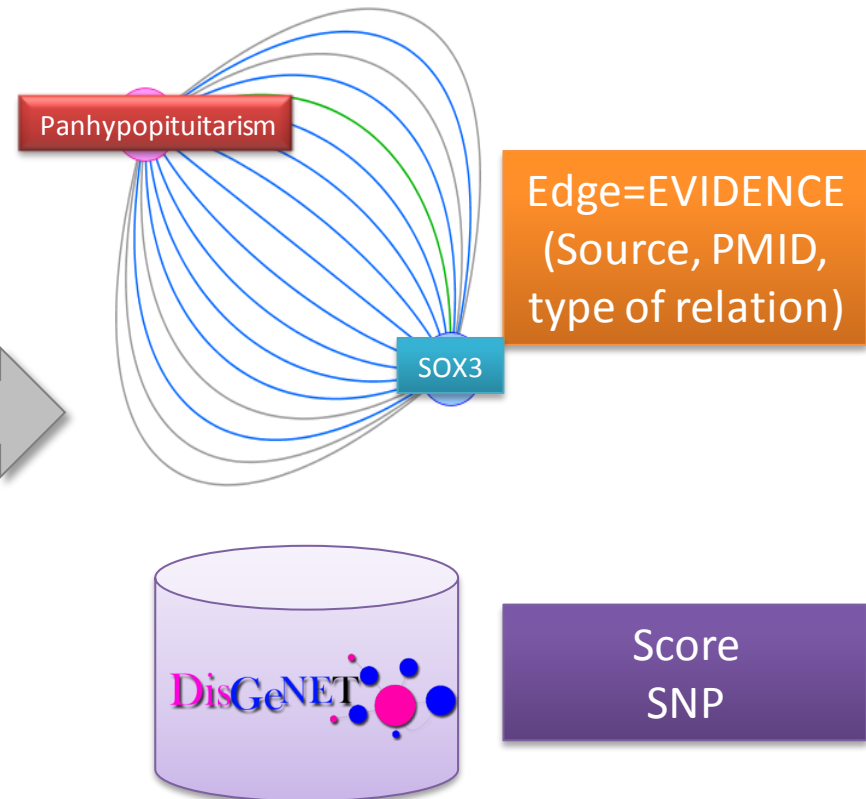 Panhypopituitarism
Edge=EVIDENCE
(Source, PMID,
type of relation)
SOX3
DisGeNET
Score
SNP